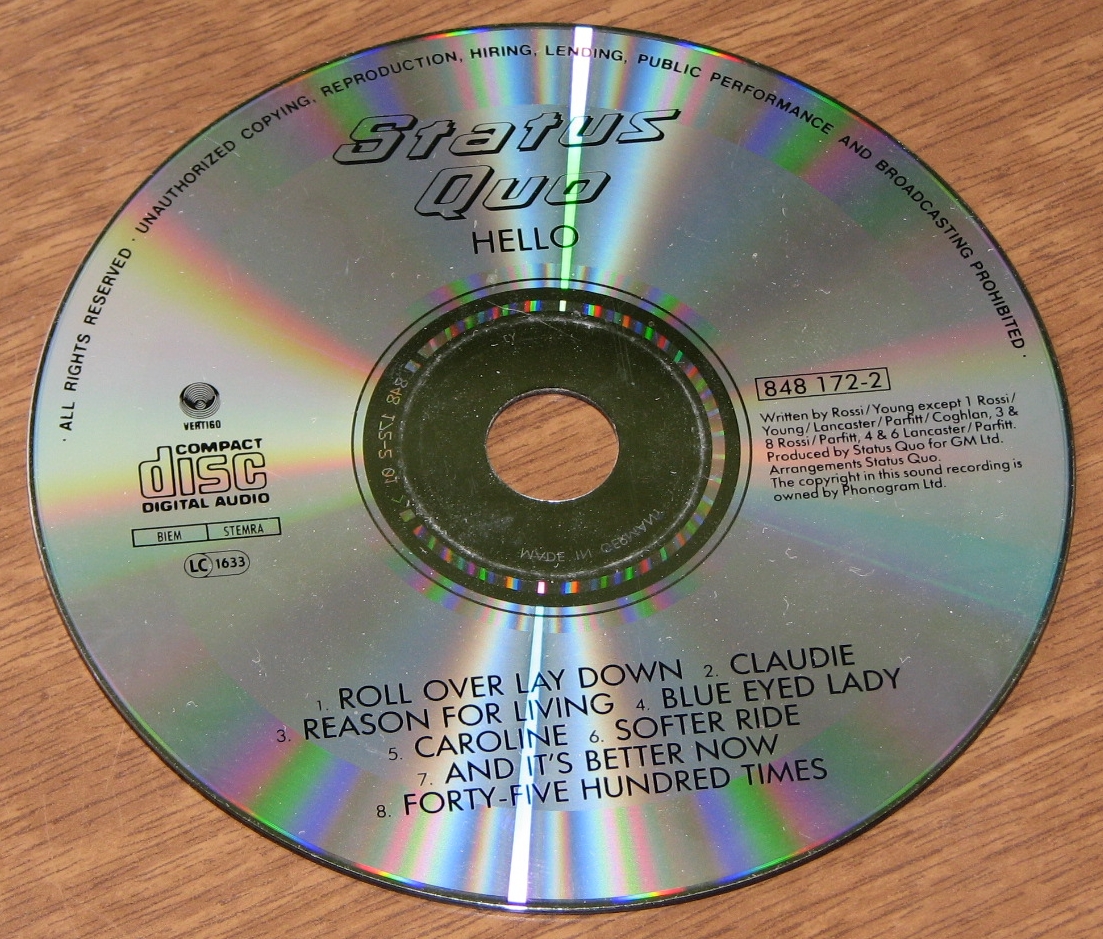 · ALL RIGHTS RESERVED · UNAUTHORIZED COPYING, REPRODUCTION, HIRING, LENDING, PUBLIC PERFORMANCE AND BROADCASTING PROHIBITED ·
Status
Quo
HELLO
VERTIGO
COMPACT
disc
DIGITAL AUDIO
BIEM STEMRA
LC 1633
848 172-2
Written by Rossi/Young except 1 Rossi/
Young/Lancaster/Parfitt/Coghlan, 3 &
8 Rossi/Parfitt, 4 & 6 Lancaster/Parfitt.
Produced by Status Quo for GM Ltd.
Arrangements Status Quo.
The copyright in this sound recording is
owned by Phonogram Ltd.
848 172-2 01
MADE IN GERMANY
1. ROLL OVER LAY DOWN 2. CLAUDIE
3. REASON FOR LIVING 4. BLUE EYED LADY
5. CAROLINE 6. SOFTER RIDE
7. AND IT'S BETTER NOW
8. FORTY-FIVE HUNDRED TIMES